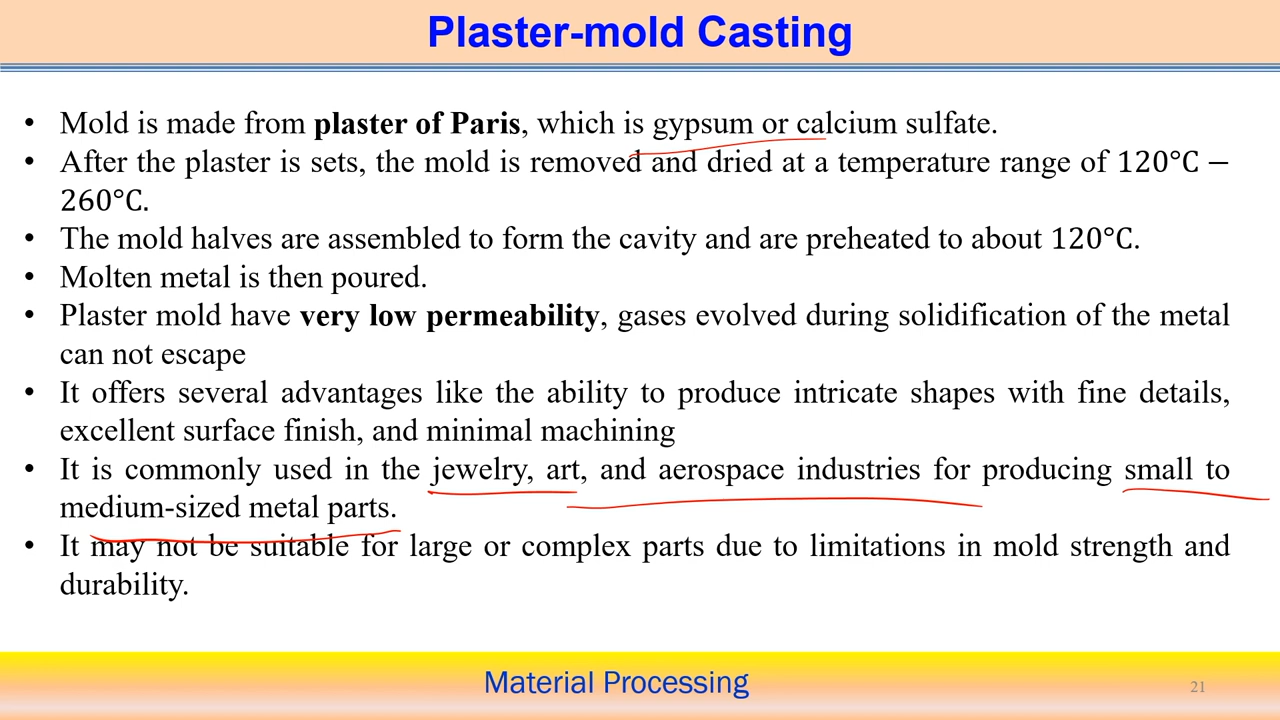 Plaster-mold Casting
• Mold is made from plaster of Paris, which is gypsum or calcium sulfate.
• After the plaster is sets, the mold is removed and dried at a temperature range of 120°C −
260°C.
• The mold halves are assembled to form the cavity and are preheated to about 120°C.
• Molten metal is then poured.
• Plaster mold have very low permeability, gases evolved during solidification of the metal
can not escape
• It offers several advantages like the ability to produce intricate shapes with fine details,
excellent surface finish, and minimal machining
• It is commonly used in the jewelry, art, and aerospace industries for producing small to
medium-sized metal parts.
• It may not be suitable for large or complex parts due to limitations in mold strength and
durability.
Material Processing
21